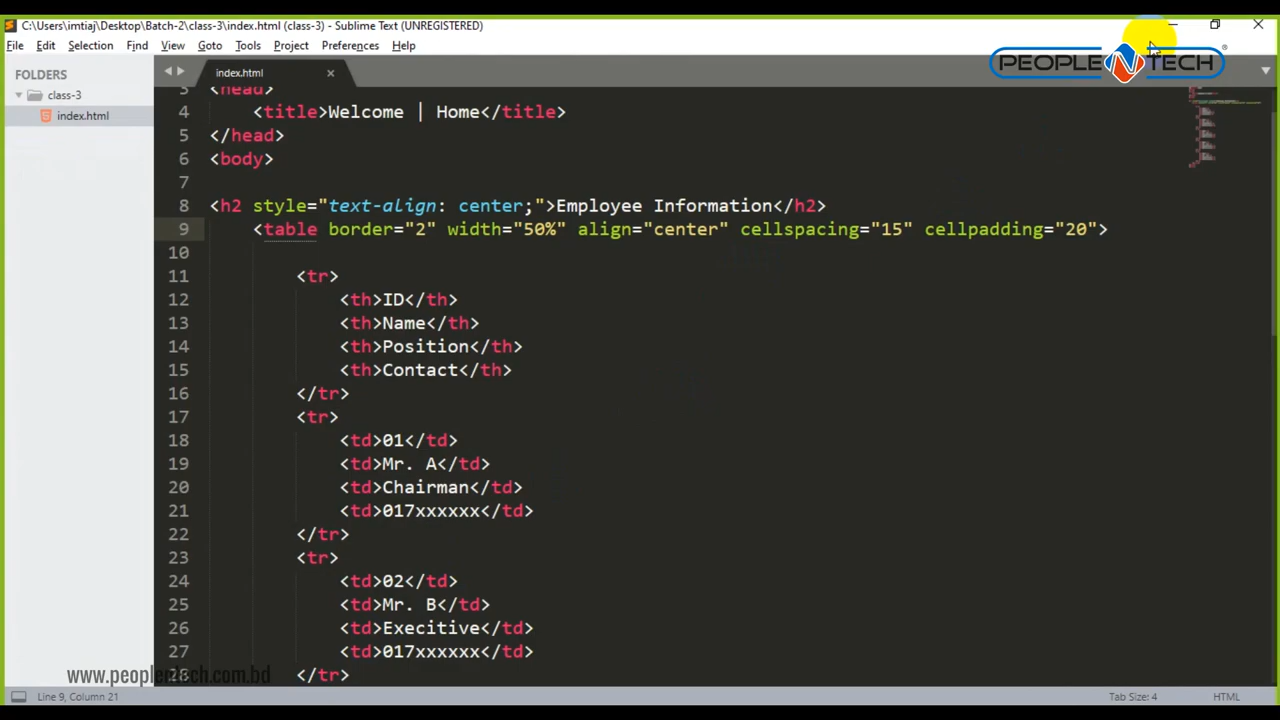 C:\Users\imtiaj\Desktop\Batch-2\class-3\index.html (class-3) - Sublime Text (UNREGISTERED)
File Edit Selection Find View Goto Tools Project Preferences Help
PEOPLE N TECH ®
FOLDERS
class-3
index.html
index.html
3 <head>
4 <title>Welcome | Home</title>
5 </head>
6 <body>
7
8 <h2 style="text-align: center;">Employee Information</h2>
9 <table border="2" width="50%" align="center" cellspacing="15" cellpadding="20">
10
11 <tr>
12 <th>ID</th>
13 <th>Name</th>
14 <th>Position</th>
15 <th>Contact</th>
16 </tr>
17 <tr>
18 <td>01</td>
19 <td>Mr. A</td>
20 <td>Chairman</td>
21 <td>017xxxxxx</td>
22 </tr>
23 <tr>
24 <td>02</td>
25 <td>Mr. B</td>
26 <td>Execitive</td>
27 <td>017xxxxxx</td>
28 </tr>
www.peoplentech.com.bd
Line 9, Column 21
Tab Size: 4
HTML